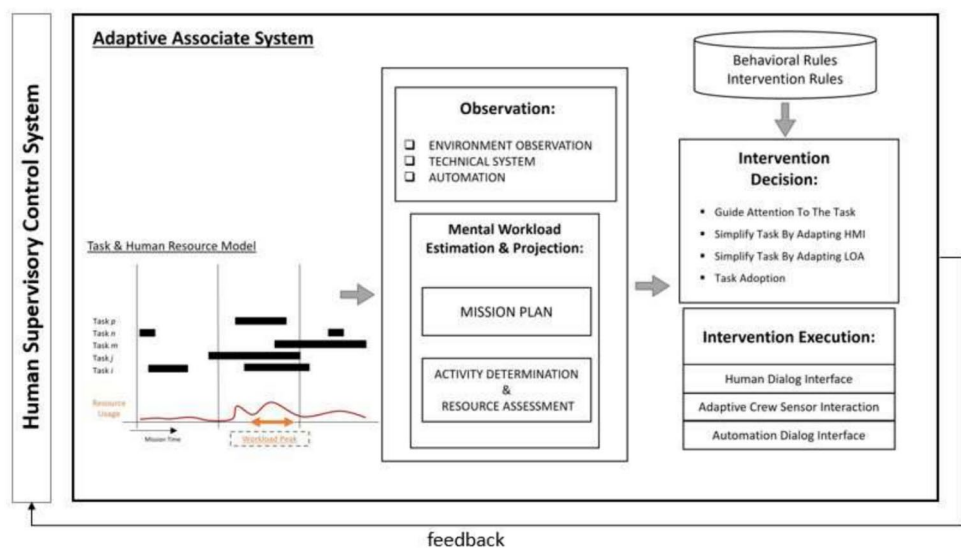 Human Supervisory Control System
Adaptive Associate System
Task & Human Resource Model
Task p
Task n
Task m
Task j
Task i
Resource
Usage
Mission Time
Workload Peak
Observation:
ENVIRONMENT OBSERVATION
TECHNICAL SYSTEM
AUTOMATION
Mental Workload
Estimation & Projection:
MISSION PLAN
ACTIVITY DETERMINATION
&
RESOURCE ASSESSMENT
Behavioral Rules
Intervention Rules
Intervention
Decision:
Guide Attention To The Task
Simplify Task By Adapting HMI
Simplify Task By Adapting LOA
Task Adoption
Intervention Execution:
Human Dialog Interface
Adaptive Crew Sensor Interaction
Automation Dialog Interface
feedback